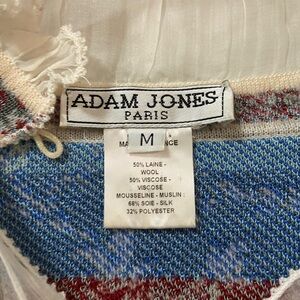 ADAM JONES
PARIS
M
50% LAINE -
WOOL
50% VISCOSE -
VISCOSE
MOUSSELINE - MUSLIN :
68% SOIE - SILK
32% POLYESTER